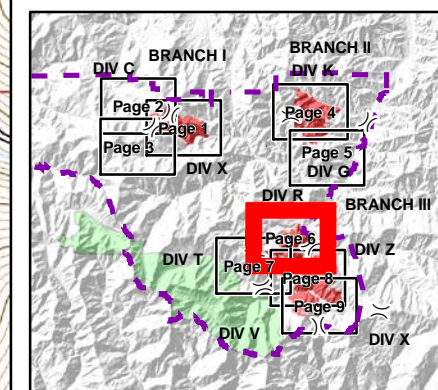 BRANCH I
BRANCH II
DIV C
DIV K
Page 2
Page 1
Page 4
Page 3
Page 5
DIV X
DIV G
DIV R
BRANCH III
Page 6
DIV Z
DIV T
Page 7
Page 8
Page 9
DIV V
DIV X